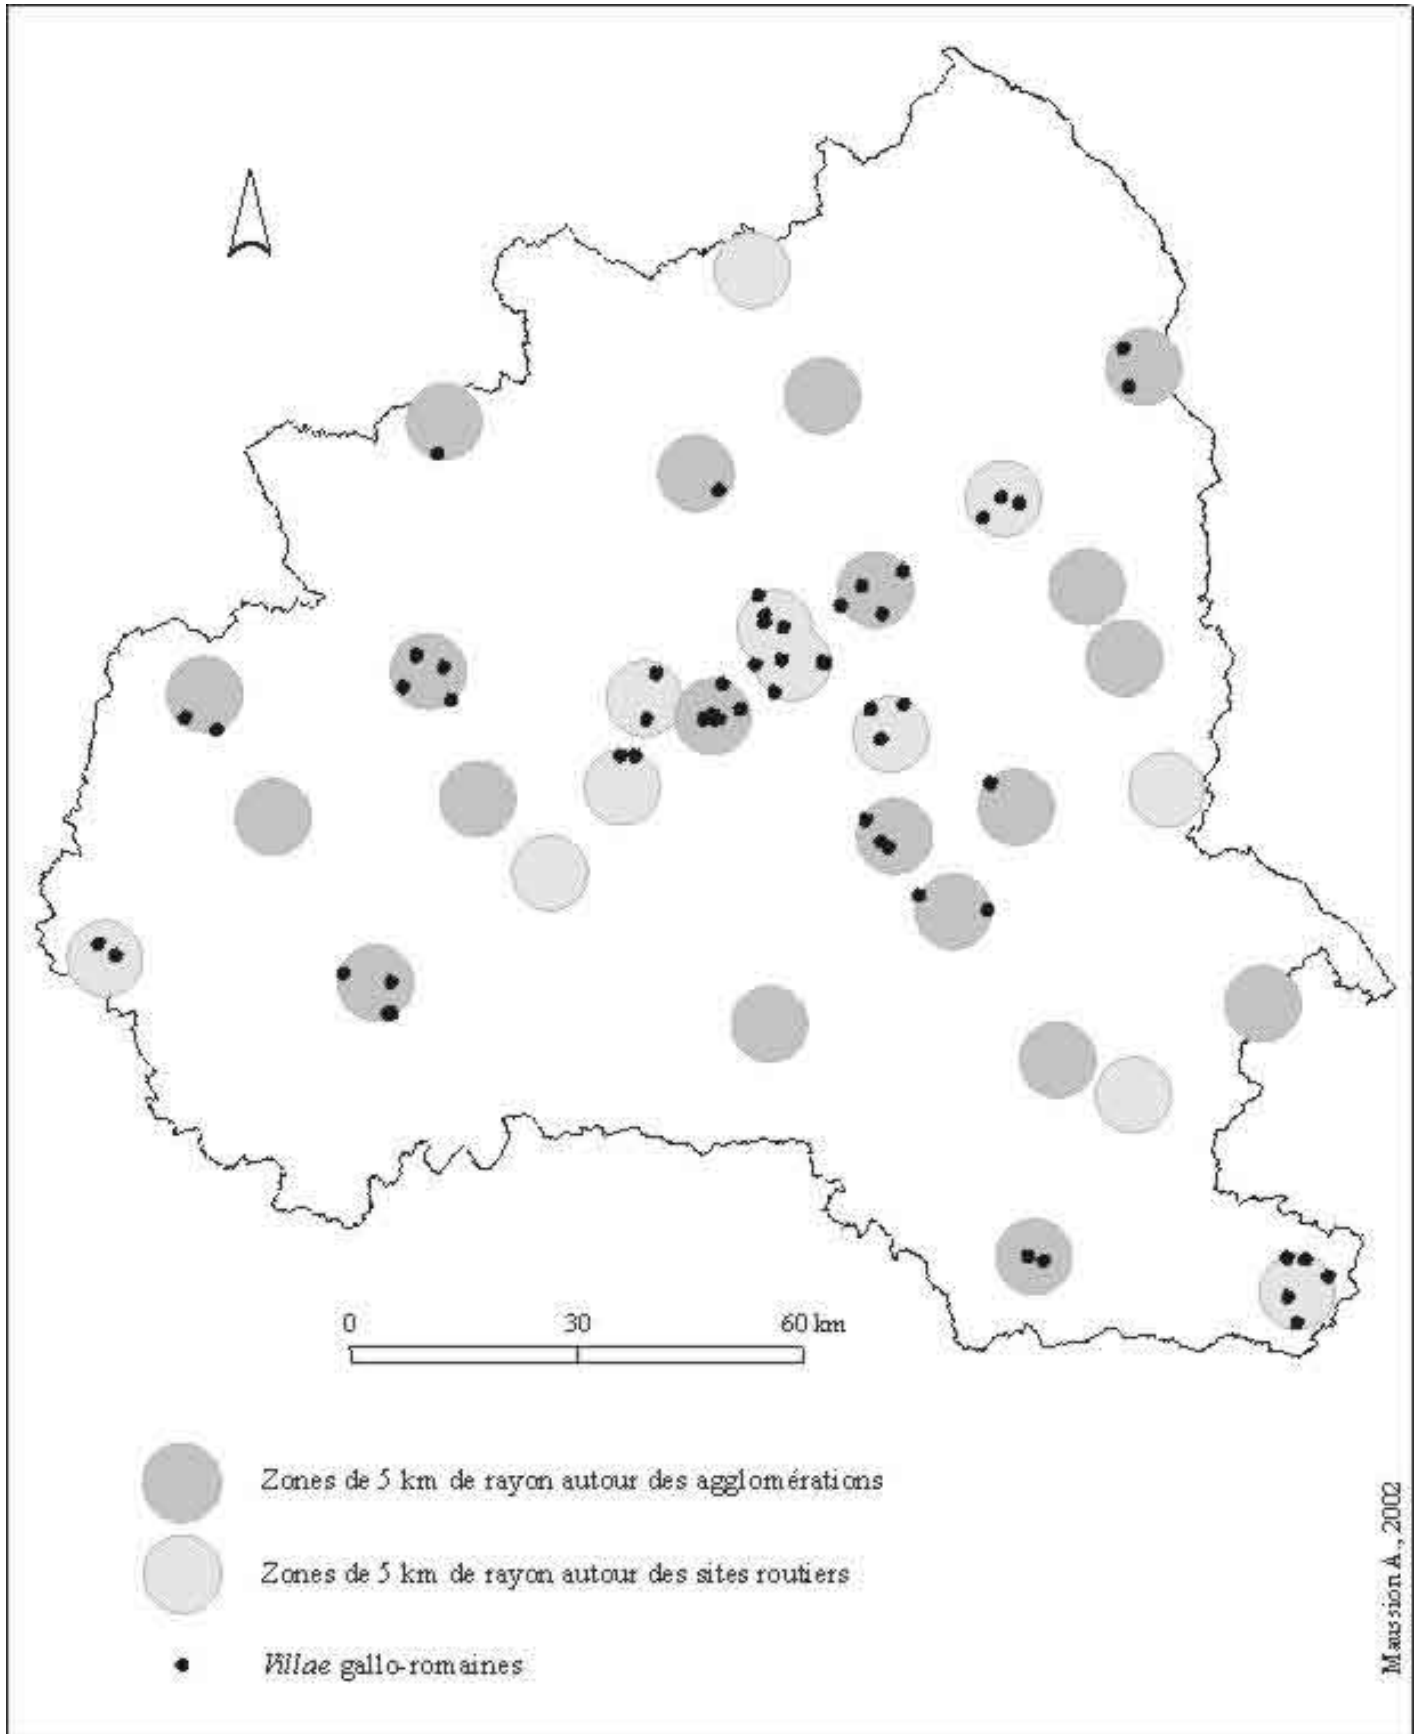 0 30 60 km
Zones de 5 km de rayon autour des agglomérations
Zones de 5 km de rayon autour des sites routiers
Villae gallo-romaines
Maussion A., 2002